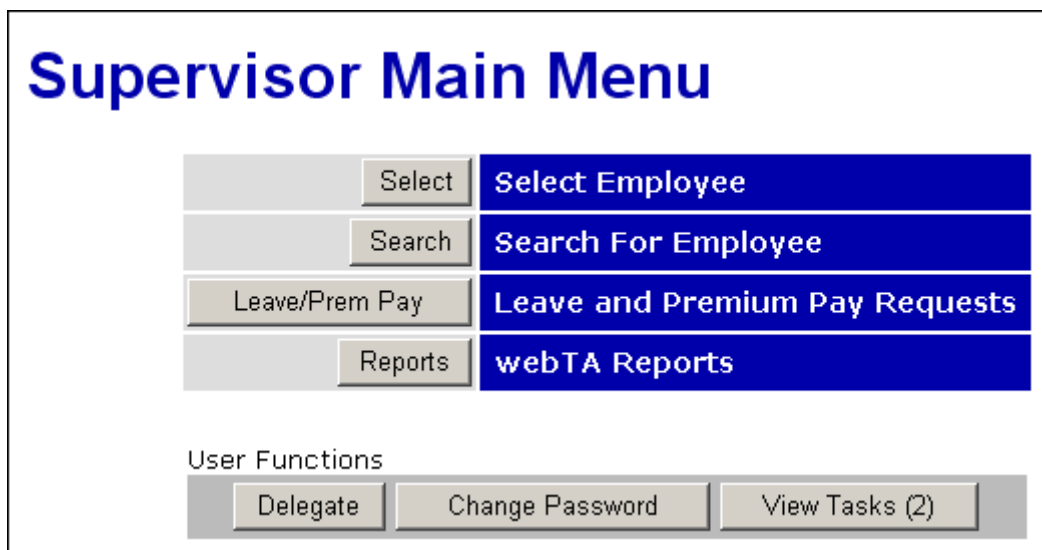 Supervisor Main Menu
Select Select Employee
Search Search For Employee
Leave/Prem Pay Leave and Premium Pay Requests
Reports webTA Reports
User Functions
Delegate Change Password View Tasks (2)